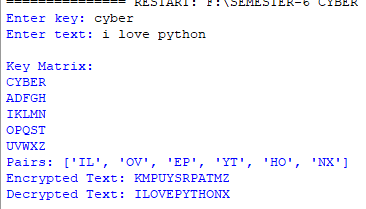 =============== RESTART: F:\SEMESTER-6 CYBER
Enter key: cyber
Enter text: i love python
Key Matrix:
CYBER
ADFGH
IKLMN
OPQST
UVWXZ
Pairs: ['IL', 'OV', 'EP', 'YT', 'HO', 'NX']
Encrypted Text: KMPUYSRPATMZ
Decrypted Text: ILOVEPYTHONX